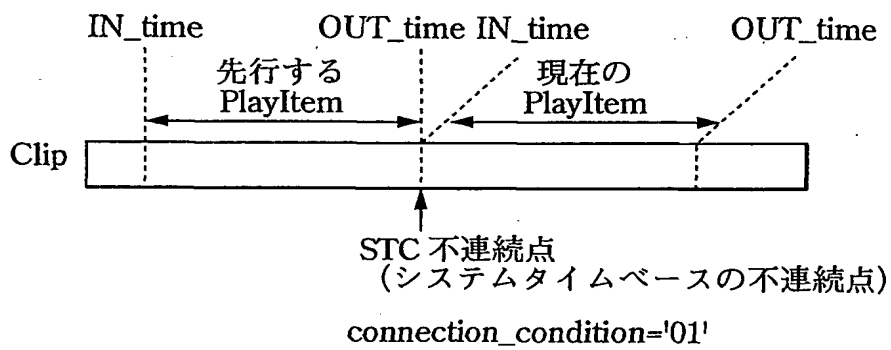 IN_time OUT_time IN_time OUT_time
先行する
PlayItem
現在の
PlayItem
Clip
STC 不連続点
（システムタイムベースの不連続点）
connection_condition='01'